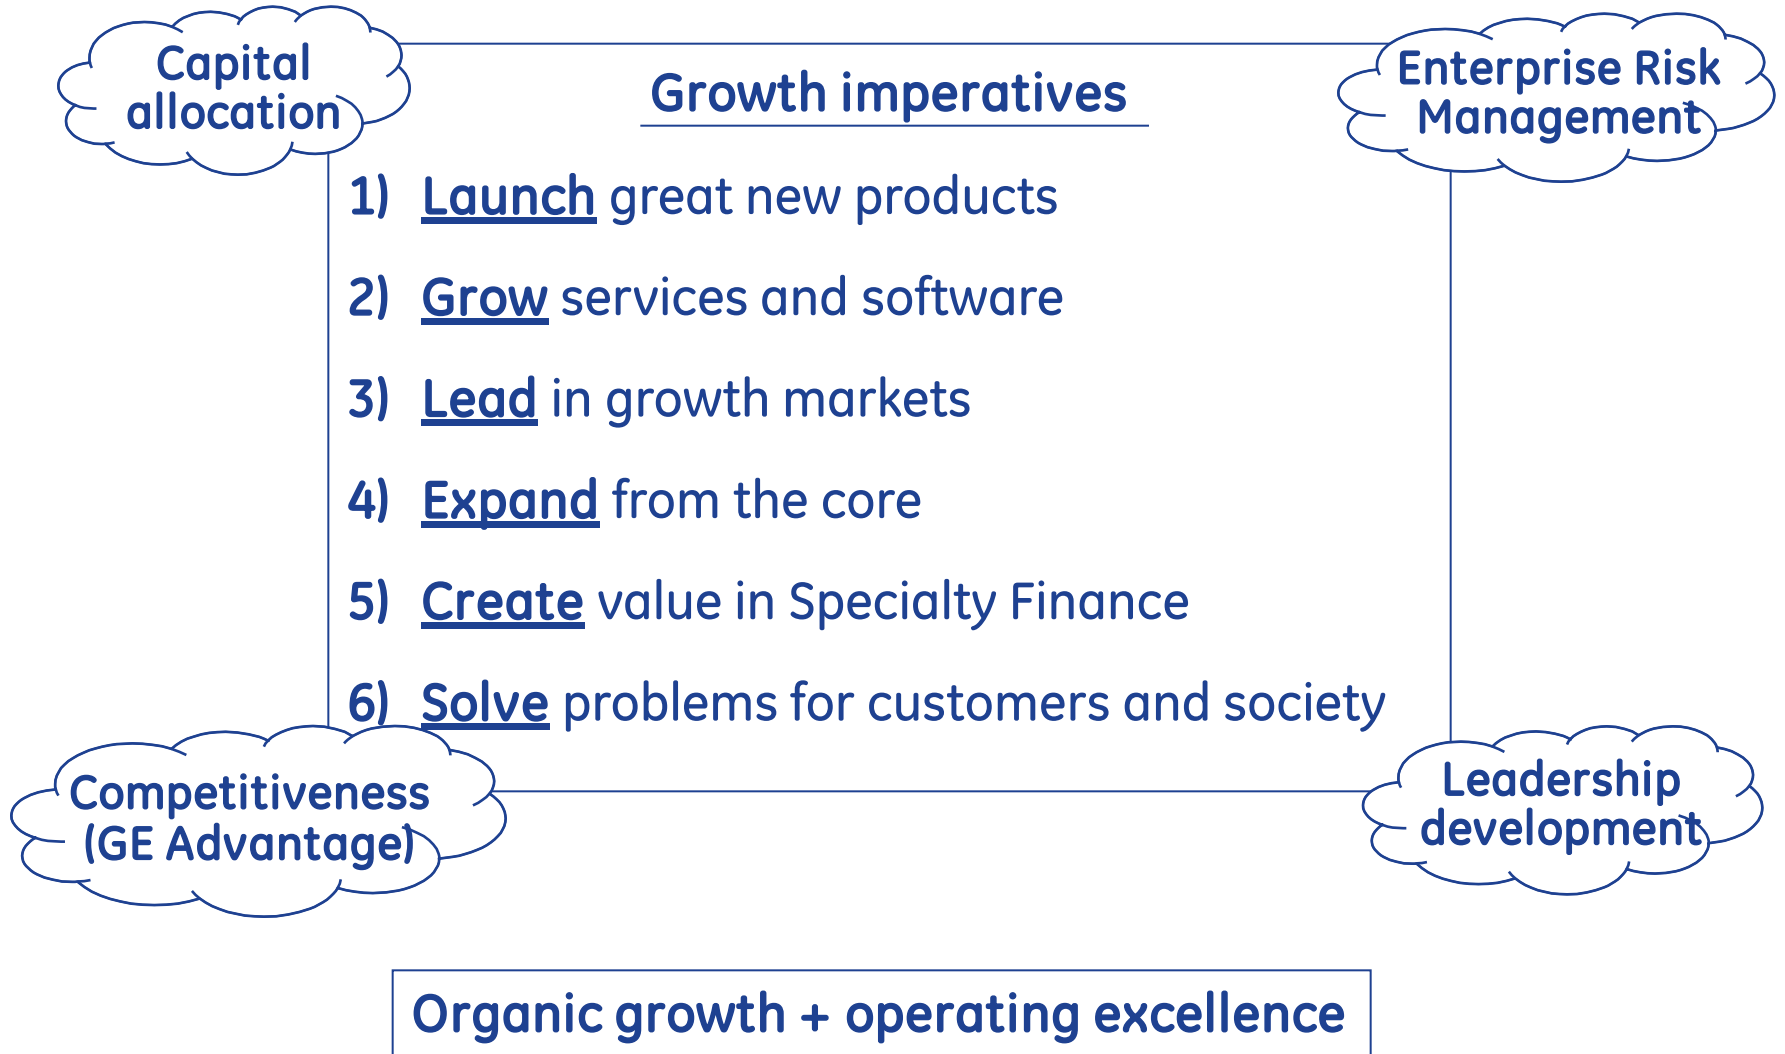 Capital
allocation
Enterprise Risk
Management
Growth imperatives
1) Launch great new products
2) Grow services and software
3) Lead in growth markets
4) Expand from the core
5) Create value in Specialty Finance
6) Solve problems for customers and society
Competitiveness
(GE Advantage)
Leadership
development
Organic growth + operating excellence